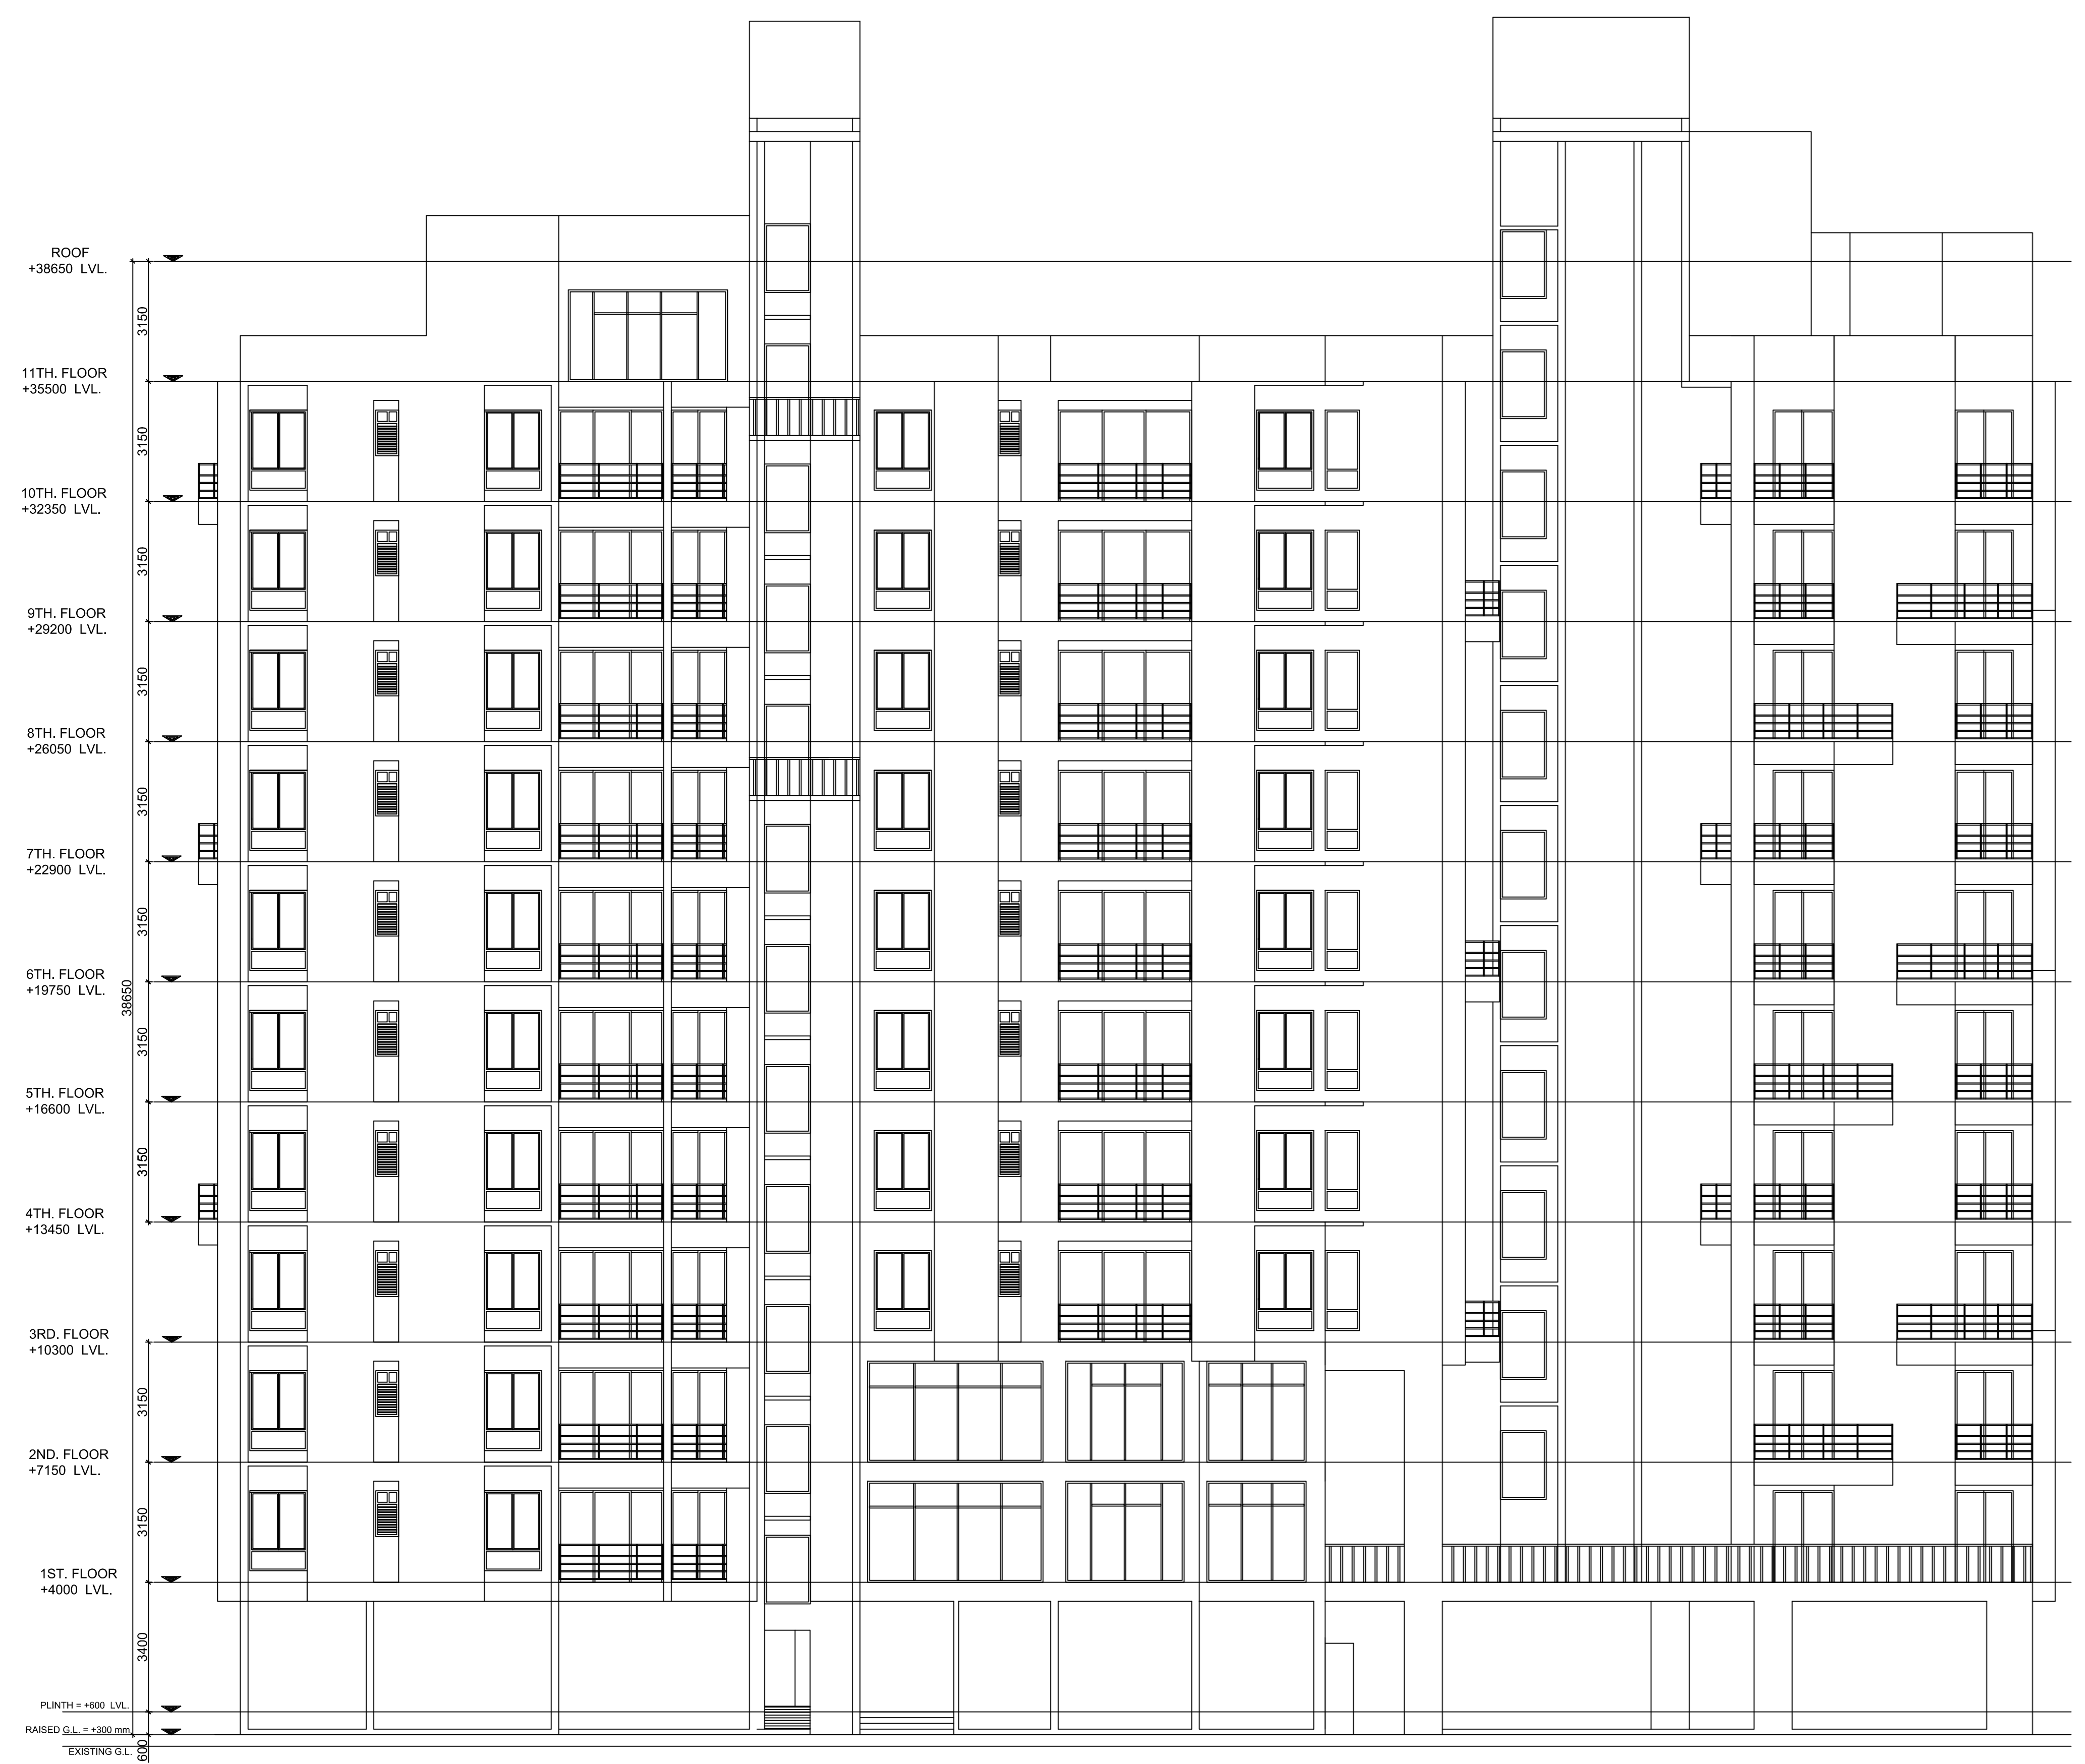 ROOF
+38650 LVL.
3150
11TH. FLOOR
+35500 LVL.
3150
10TH. FLOOR
+32350 LVL.
3150
9TH. FLOOR
+29200 LVL.
3150
8TH. FLOOR
+26050 LVL.
3150
7TH. FLOOR
+22900 LVL.
3150
6TH. FLOOR
+19750 LVL.
38650
3150
5TH. FLOOR
+16600 LVL.
3150
4TH. FLOOR
+13450 LVL.
3RD. FLOOR
+10300 LVL.
3150
2ND. FLOOR
+7150 LVL.
3150
1ST. FLOOR
+4000 LVL.
3400
PLINTH = +600 LVL.
RAISED G.L. = +300 mm.
EXISTING G.L.
600